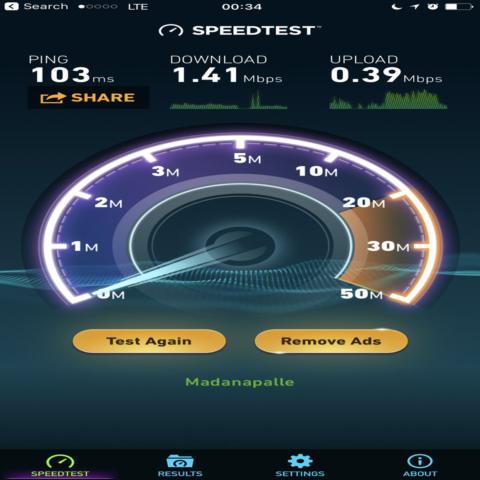 Search LTE 00:34
SPEEDTEST™
PING DOWNLOAD UPLOAD
103 ms 1.41 Mbps 0.39 Mbps
SHARE
5M
3M 10M
2M 20M
1M 30M
0M 50M
Test Again Remove Ads
Madanapalle
SPEEDTEST RESULTS SETTINGS ABOUT